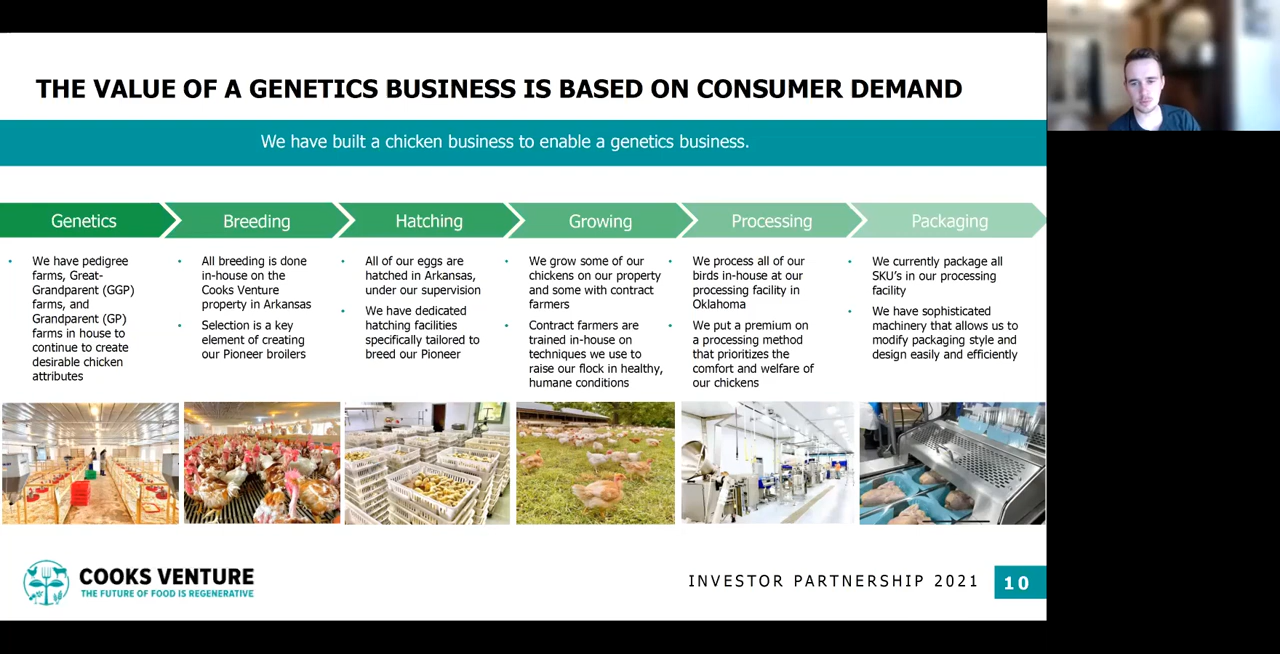 THE VALUE OF A GENETICS BUSINESS IS BASED ON CONSUMER DEMAND
We have built a chicken business to enable a genetics business.
Genetics
Breeding
Hatching
Growing
Processing
Packaging
• We have pedigree
farms, Great-
Grandparent (GGP)
farms, and
Grandparent (GP)
farms in house to
continue to create
desirable chicken
attributes
• All breeding is done
in-house on the
Cooks Venture
property in Arkansas
• Selection is a key
element of creating
our Pioneer broilers
• All of our eggs are
hatched in Arkansas,
under our supervision
• We have dedicated
hatching facilities
specifically tailored to
breed our Pioneer
• We grow some of our
chickens on our property
and some with contract
farmers
• Contract farmers are
trained in-house on
techniques we use to
raise our flock in healthy,
humane conditions
• We process all of our
birds in-house at our
processing facility in
Oklahoma
• We put a premium on
a processing method
that prioritizes the
comfort and welfare of
our chickens
• We currently package all
SKU's in our processing
facility
• We have sophisticated
machinery that allows us to
modify packaging style and
design easily and efficiently
COOKS VENTURE
THE FUTURE OF FOOD IS REGENERATIVE
INVESTOR PARTNERSHIP 2021
10